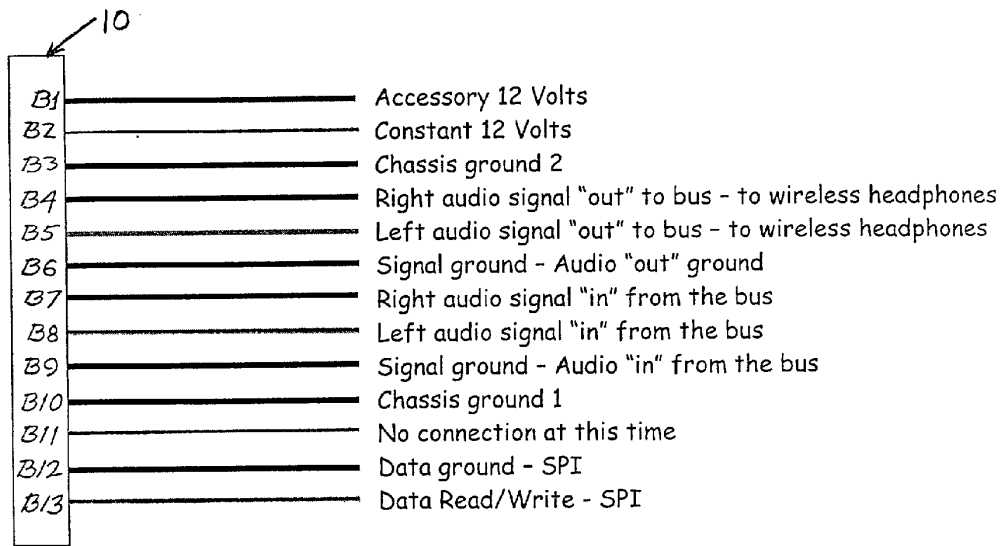 10
B1 Accessory 12 Volts
B2 Constant 12 Volts
B3 Chassis ground 2
B4 Right audio signal “out” to bus – to wireless headphones
B5 Left audio signal “out” to bus – to wireless headphones
B6 Signal ground – Audio “out” ground
B7 Right audio signal “in” from the bus
B8 Left audio signal “in” from the bus
B9 Signal ground – Audio “in” from the bus
B10 Chassis ground 1
B11 No connection at this time
B12 Data ground – SPI
B13 Data Read/Write - SPI